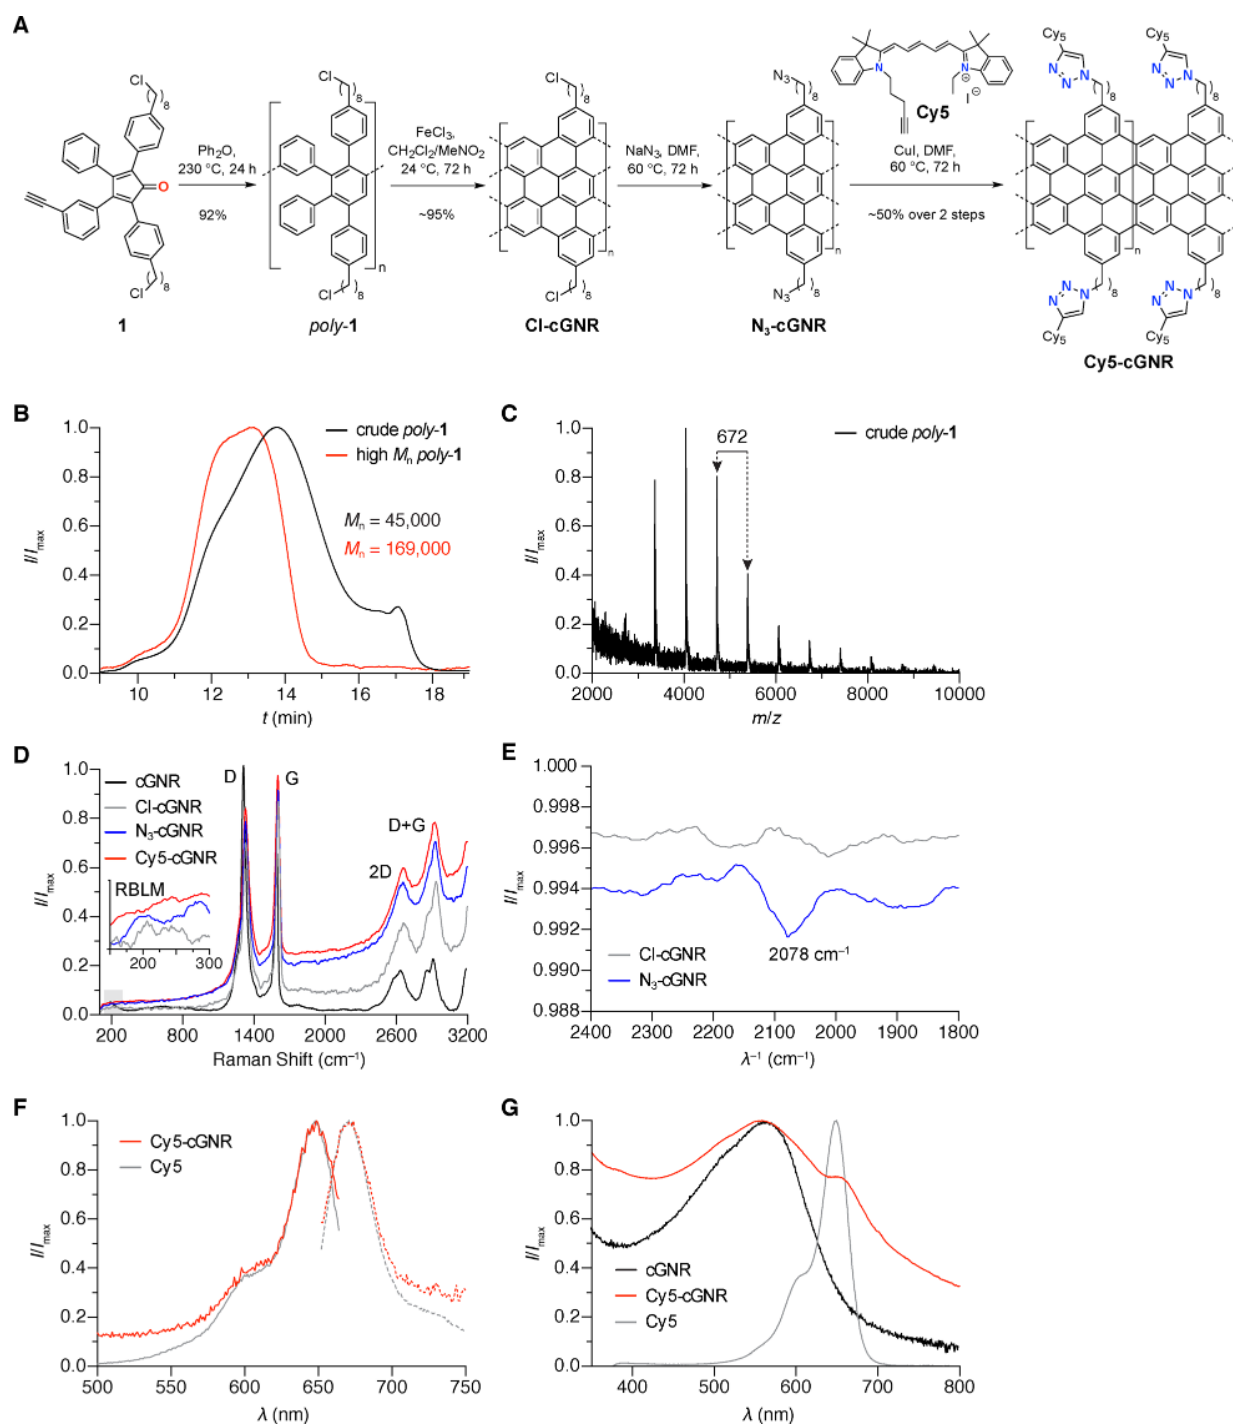 A
Cl
8
O
1
Cl
8
Ph₂O,
230 °C, 24 h
92%
Cl
8
n
Cl
8
poly-1
FeCl₃,
CH₂Cl₂/MeNO₂
24 °C, 72 h
~95%
Cl
8
n
Cl
8
Cl-cGNR
NaN₃, DMF,
60 °C, 72 h
N₃
8
n
N₃
8
N₃-cGNR
N
N
⊕
I⊖
Cy5
CuI, DMF,
60 °C, 72 h
~50% over 2 steps
Cy5
Cy5
N N N
N N N
8
8
n
8
8
N N N
N N N
Cy5
Cy5
Cy5-cGNR
B
1.0
0.8
0.6
0.4
0.2
0.0
I/Imax
crude poly-1
high Mn poly-1
Mn = 45,000
Mn = 169,000
10 12 14 16 18
t (min)
C
1.0
0.8
0.6
0.4
0.2
0.0
I/Imax
672
crude poly-1
2000 4000 6000 8000 10000
m/z
D
1.0
0.8
0.6
0.4
0.2
0.0
I/Imax
cGNR
Cl-cGNR
N₃-cGNR
Cy5-cGNR
RBLM
200 300
D
G
2D
D+G
200 800 1400 2000 2600 3200
Raman Shift (cm⁻¹)
E
1.000
0.998
0.996
0.994
0.992
0.990
0.988
I/Imax
2078 cm⁻¹
Cl-cGNR
N₃-cGNR
2400 2300 2200 2100 2000 1900 1800
λ⁻¹ (cm⁻¹)
F
1.0
0.8
0.6
0.4
0.2
0.0
I/Imax
Cy5-cGNR
Cy5
500 550 600 650 700 750
λ (nm)
G
1.0
0.8
0.6
0.4
0.2
0.0
I/Imax
cGNR
Cy5-cGNR
Cy5
400 500 600 700 800
λ (nm)